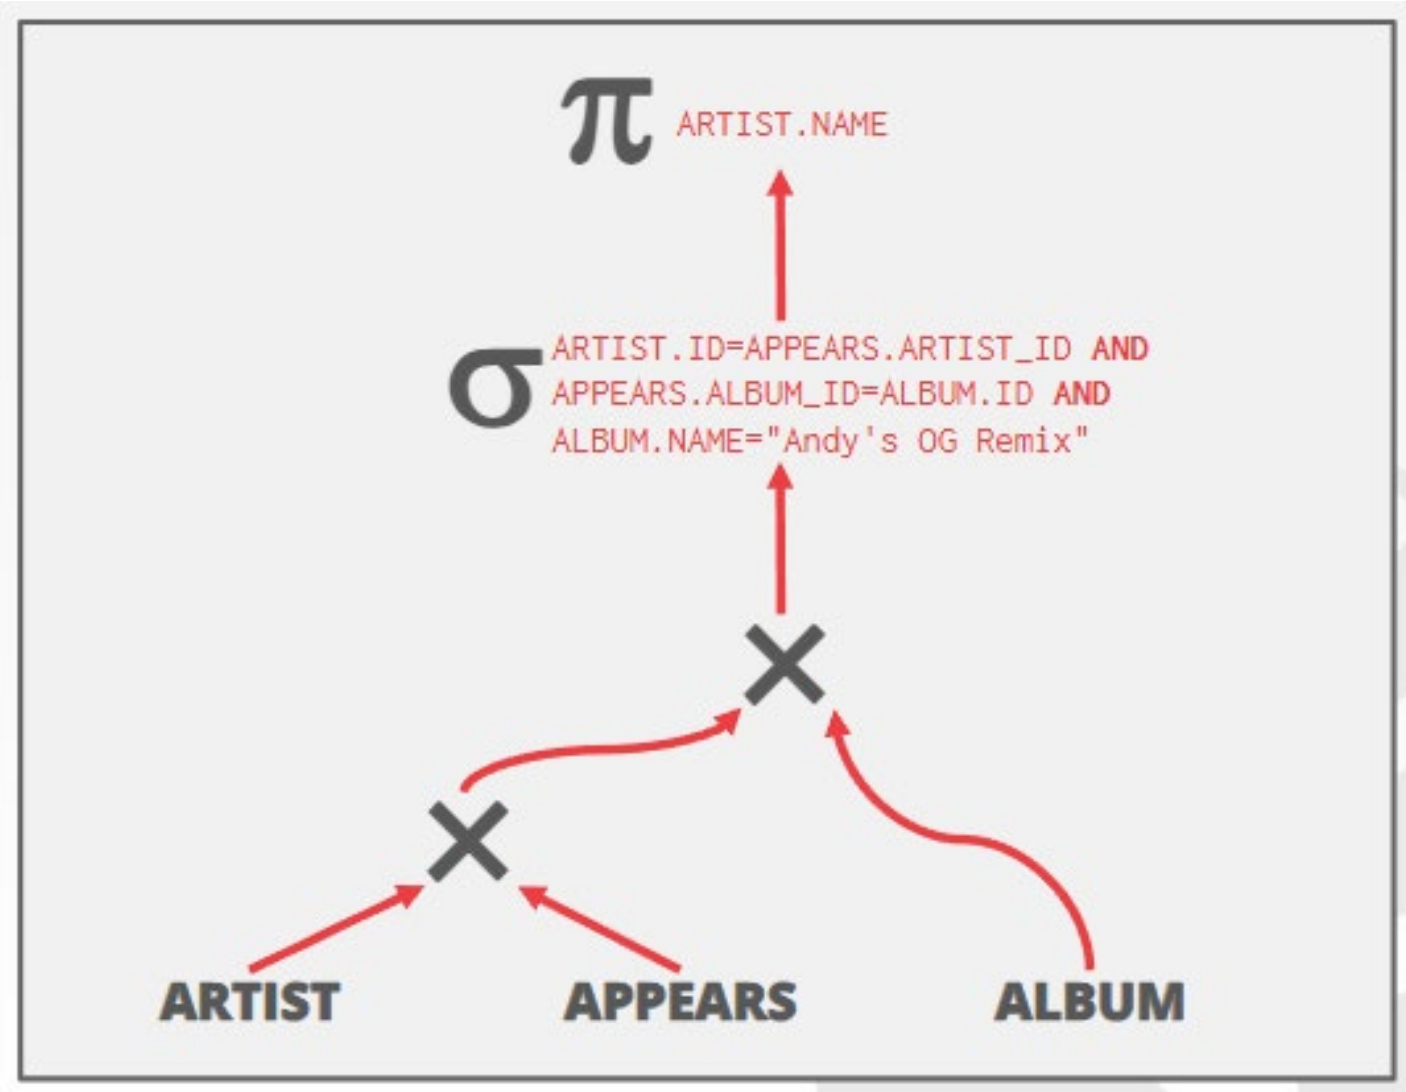 π ARTIST.NAME
σ ARTIST.ID=APPEARS.ARTIST_ID AND
APPEARS.ALBUM_ID=ALBUM.ID AND
ALBUM.NAME="Andy's OG Remix"
×
×
ARTIST APPEARS ALBUM